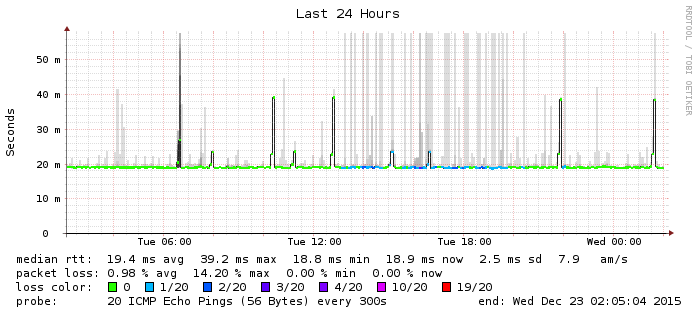 Last 24 Hours
RRDTOOL / TOBI OETIKER
Seconds
50 m
40 m
30 m
20 m
10 m
0
Tue 06:00 Tue 12:00 Tue 18:00 Wed 00:00
median rtt: 19.4 ms avg 39.2 ms max 18.8 ms min 18.9 ms now 2.5 ms sd 7.9 am/s
packet loss: 0.98 % avg 14.20 % max 0.00 % min 0.00 % now
loss color: 0 1/20 2/20 3/20 4/20 10/20 19/20
probe: 20 ICMP Echo Pings (56 Bytes) every 300s end: Wed Dec 23 02:05:04 2015